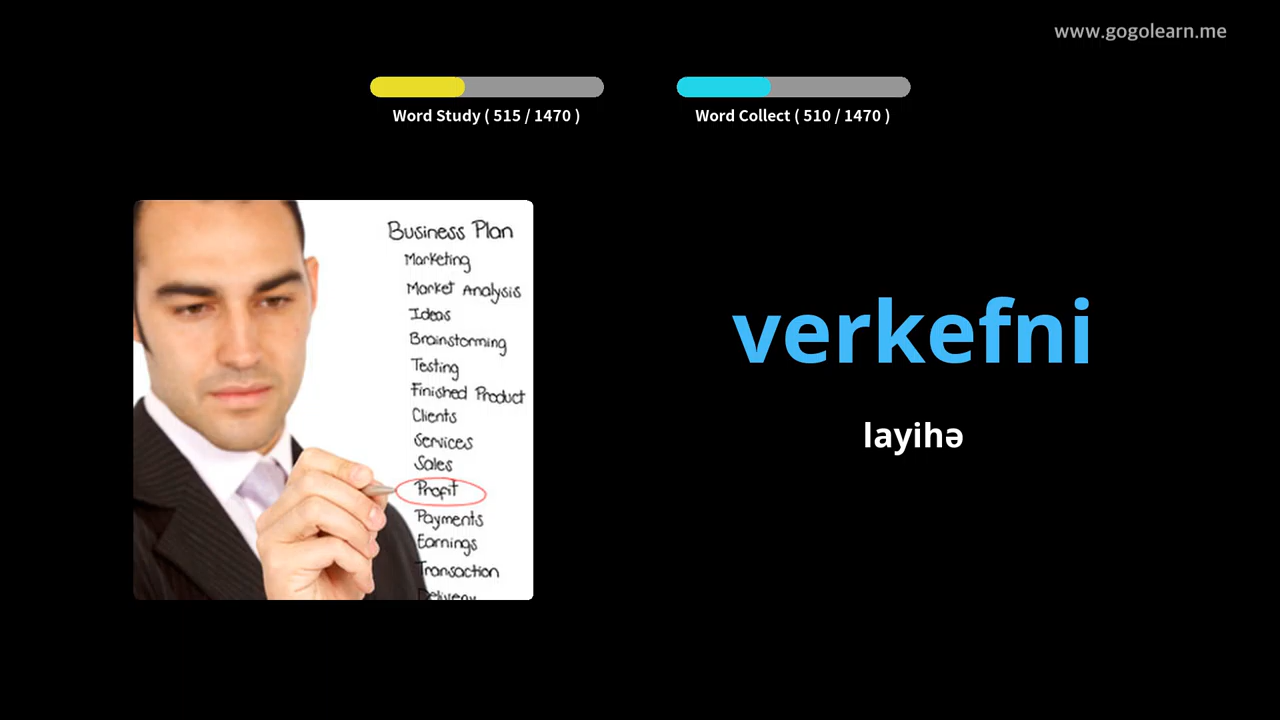 www.gogolearn.me
Word Study ( 515 / 1470 )
Word Collect ( 510 / 1470 )
Business Plan
Marketing
Market Analysis
Ideas
Brainstorming
Testing
Finished Product
Clients
Services
Sales
Profit
Payments
Earnings
Transaction
Delivery
verkefni
layihə